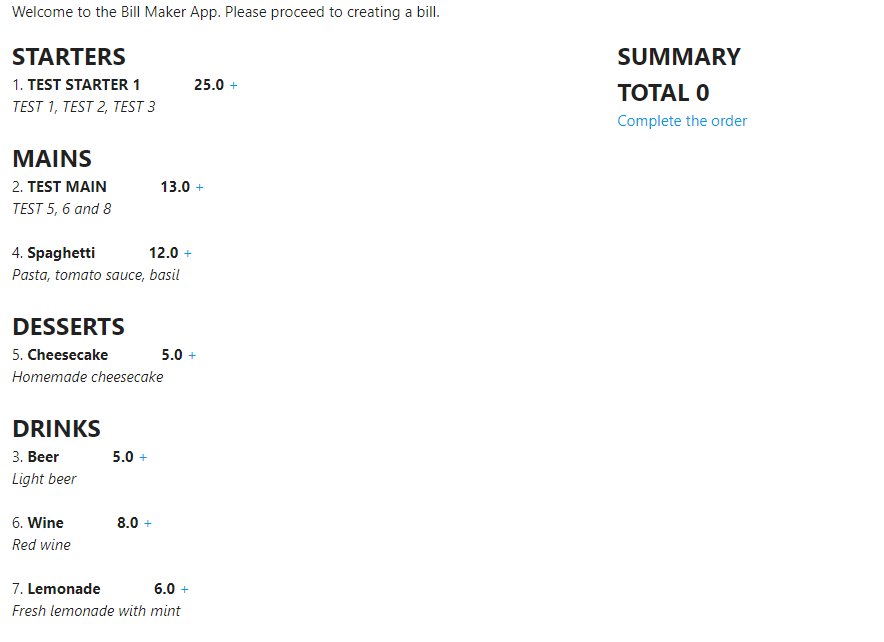 Welcome to the Bill Maker App. Please proceed to creating a bill.
STARTERS
1. TEST STARTER 1 25.0 +
TEST 1, TEST 2, TEST 3
MAINS
2. TEST MAIN 13.0 +
TEST 5, 6 and 8
4. Spaghetti 12.0 +
Pasta, tomato sauce, basil
DESSERTS
5. Cheesecake 5.0 +
Homemade cheesecake
DRINKS
3. Beer 5.0 +
Light beer
6. Wine 8.0 +
Red wine
7. Lemonade 6.0 +
Fresh lemonade with mint
SUMMARY
TOTAL 0
Complete the order